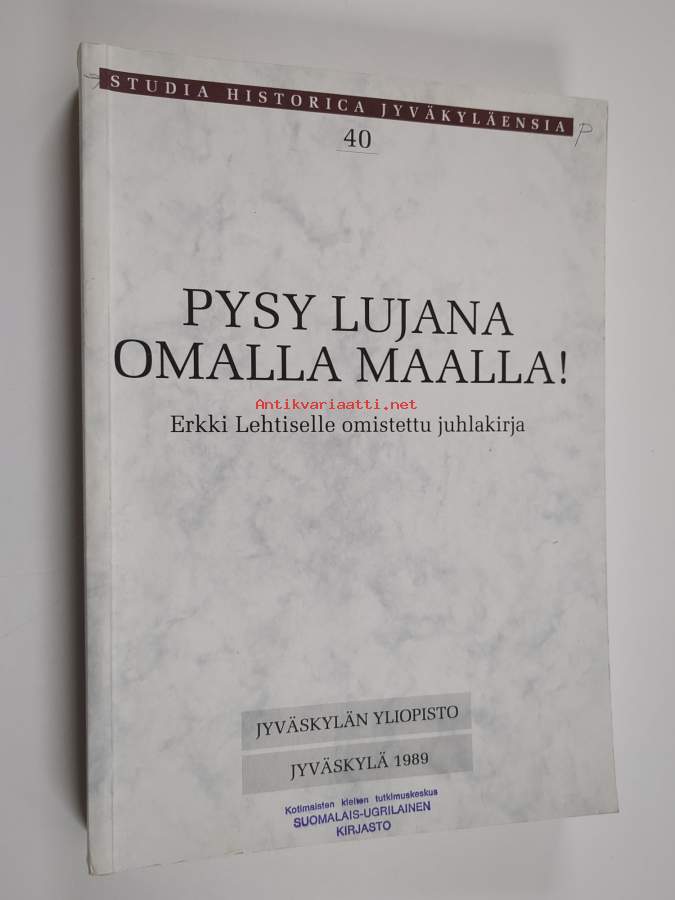 STUDIA HISTORICA JYVÄKYLÄENSIA
P
40
PYSY LUJANA
OMALLA MAALLA!
Antikvariaatti.net
Erkki Lehtiselle omistettu juhlakirja
JYVÄSKYLÄN YLIOPISTO
JYVÄSKYLÄ 1989
Kotimaisten kielten tutkimuskeskus
SUOMALAIS-UGRILAINEN
KIRJASTO